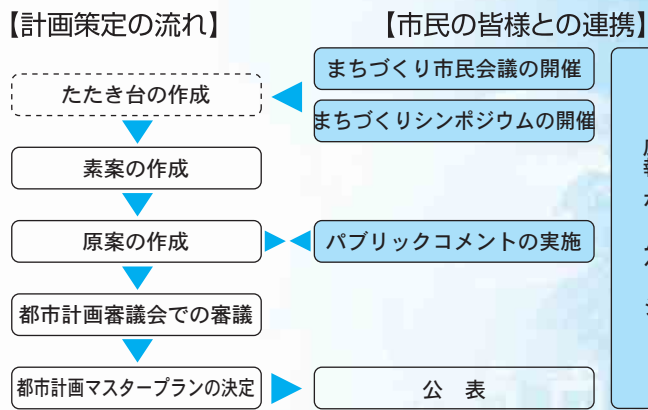 【計画策定の流れ】
【市民の皆様との連携】
たたき台の作成
まちづくり市民会議の開催
まちづくりシンポジウムの開催
素案の作成
原案の作成
パブリックコメントの実施
都市計画審議会での審議
都市計画マスタープランの決定
公 表